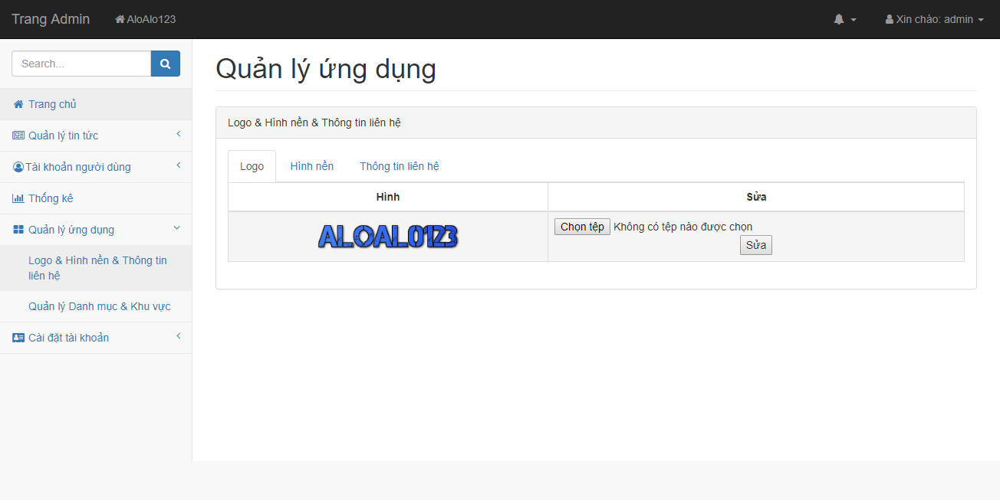 Trang Admin
AloAlo123
Xin chào: admin
Search...
Trang chủ
Quản lý tin tức
Tài khoản người dùng
Thống kê
Quản lý ứng dụng
Logo & Hình nền & Thông tin
liên hệ
Quản lý Danh mục & Khu vực
Cài đặt tài khoản
Quản lý ứng dụng
Logo & Hình nền & Thông tin liên hệ
Logo
Hình nền
Thông tin liên hệ
Hình
Sửa
ALOALO123
Chọn tệp
Không có tệp nào được chọn
Sửa